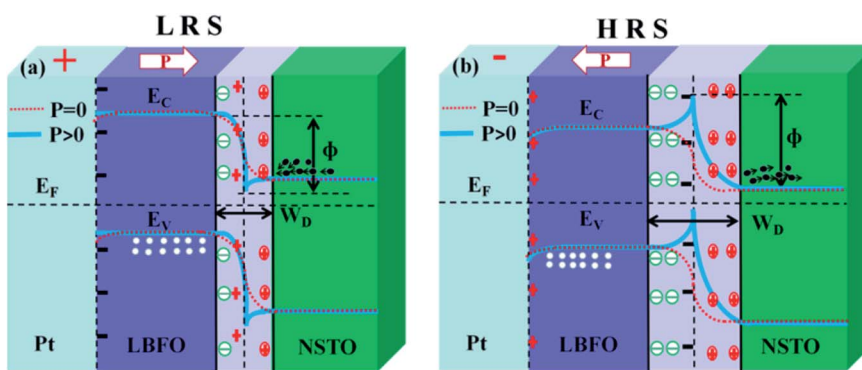 LRS
HRS
(a)
+
P
P=0
P>0
E_C
ϕ
E_F
E_V
W_D
Pt
LBFO
NSTO
(b)
-
P
P=0
P>0
E_C
ϕ
E_F
E_V
W_D
Pt
LBFO
NSTO